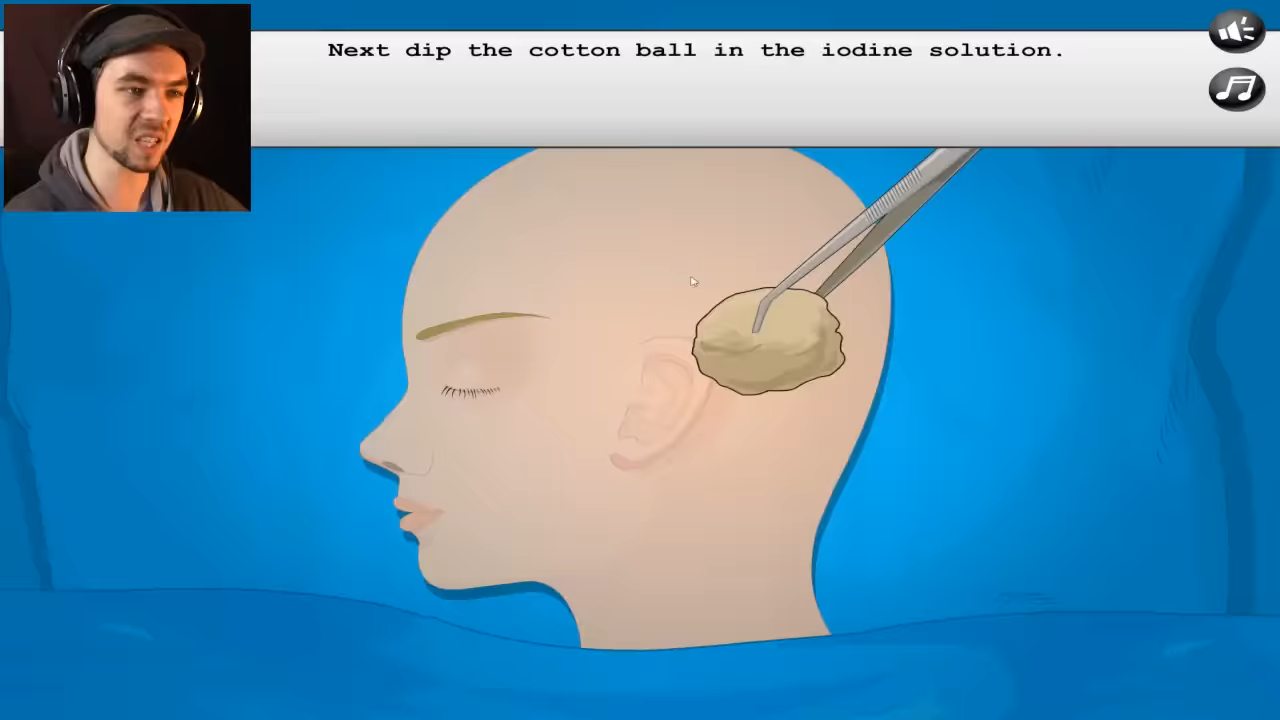 Next dip the cotton ball in the iodine solution.